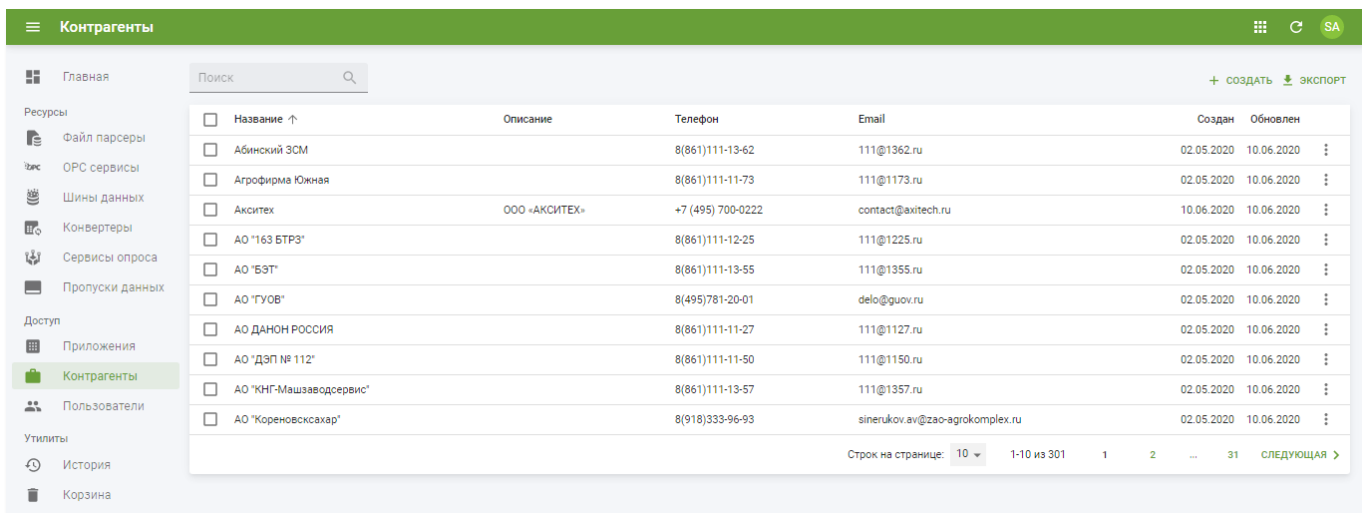 Контрагенты
SA
Главная
Поиск
+ СОЗДАТЬ ЭКСПОРТ
Ресурсы
Файл парсеры
OPC сервисы
Шины данных
Конвертеры
Сервисы опроса
Пропуски данных
Доступ
Приложения
Контрагенты
Пользователи
Утилиты
История
Корзина
Название ↑ Описание Телефон Email Создан Обновлен
Абинский ЗСМ 8(861)111-13-62 111@1362.ru 02.05.2020 10.06.2020
Агрофирма Южная 8(861)111-11-73 111@1173.ru 02.05.2020 10.06.2020
Акситех ООО «АКСИТЕХ» +7 (495) 700-0222 contact@axitech.ru 10.06.2020 10.06.2020
АО "163 БТРЗ" 8(861)111-12-25 111@1225.ru 02.05.2020 10.06.2020
АО "БЭТ" 8(861)111-13-55 111@1355.ru 02.05.2020 10.06.2020
АО "ГУОВ" 8(495)781-20-01 delo@guov.ru 02.05.2020 10.06.2020
АО ДАНОН РОССИЯ 8(861)111-11-27 111@1127.ru 02.05.2020 10.06.2020
АО "ДЭП № 112" 8(861)111-11-50 111@1150.ru 02.05.2020 10.06.2020
АО "КНГ-Машзаводсервис" 8(861)111-13-57 111@1357.ru 02.05.2020 10.06.2020
АО "Кореновсксахар" 8(918)333-96-93 sinerukov.av@zao-agrokomplex.ru 02.05.2020 10.06.2020
Строк на странице: 10 1-10 из 301 1 2 ... 31 СЛЕДУЮЩАЯ >